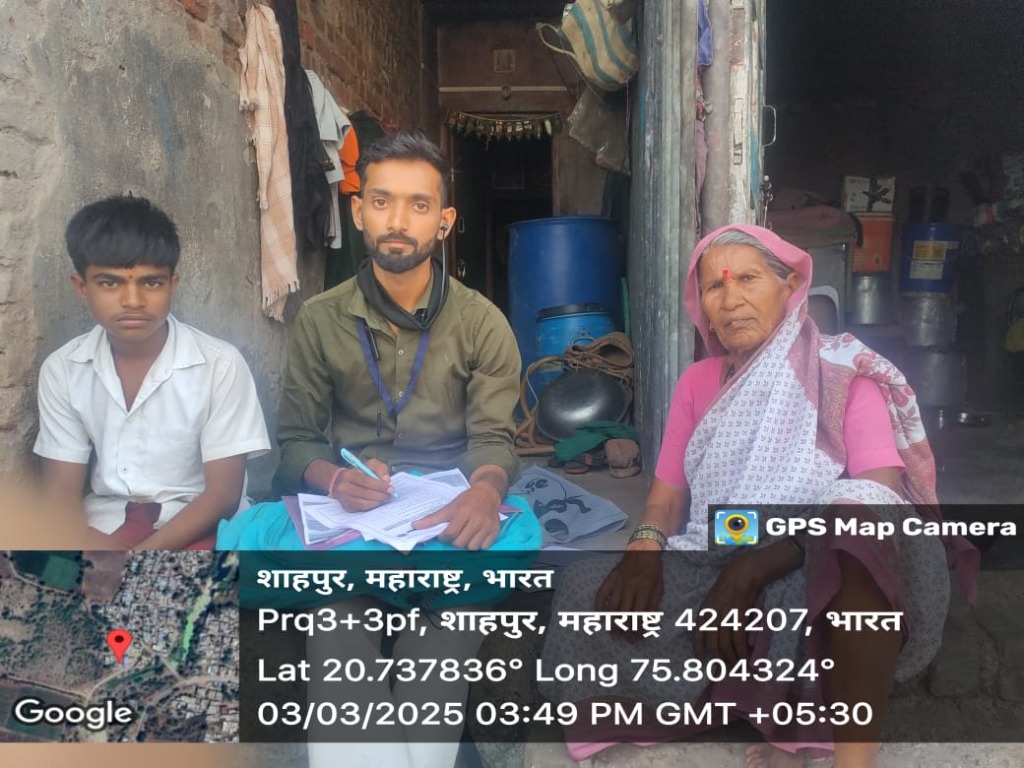 GPS Map Camera
शाहपुर, महाराष्ट्र, भारत
Prq3+3pf, शाहपुर, महाराष्ट्र 424207, भारत
Lat 20.737836° Long 75.804324°
03/03/2025 03:49 PM GMT +05:30
Google